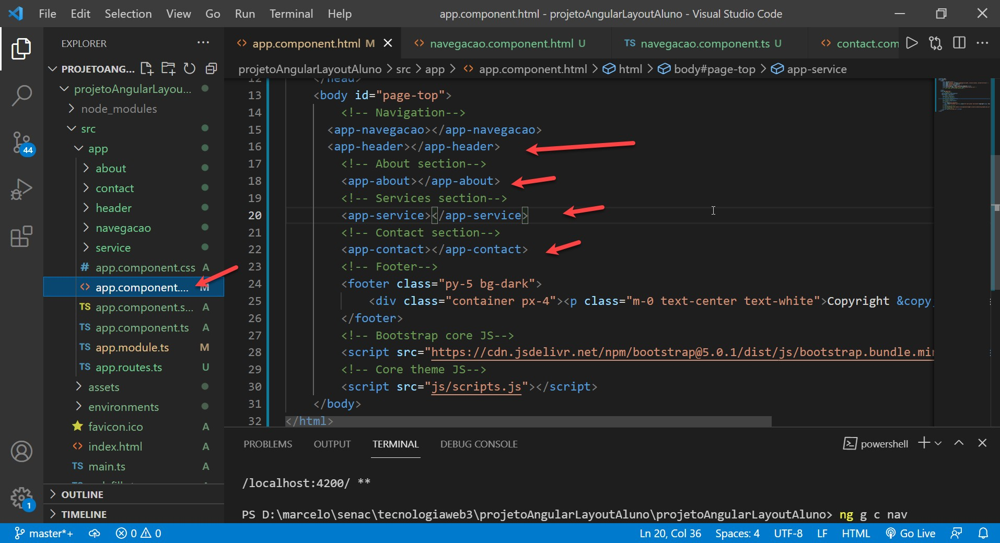 File Edit Selection View Go Run Terminal Help
app.component.html - projetoAngularLayoutAluno - Visual Studio Code
EXPLORER
app.component.html M
navegacao.component.html U
TS navegacao.component.ts U
contact.com
PROJETOANG...
projetoAngularLayoutAluno > src > app > app.component.html > html > body#page-top > app-service
projetoAngularLayou...
node_modules
src
44
app
about
contact
header
navegacao
service
# app.component.css A
app.component.... M
TS app.component.s... A
TS app.component.ts A
TS app.module.ts M
TS app.routes.ts U
assets
environments
favicon.ico A
index.html A
TS main.ts A
OUTLINE
1
TIMELINE
12 </head>
13 <body id="page-top">
14 <!-- Navigation-->
15 <app-navegacao></app-navegacao>
16 <app-header></app-header>
17 <!-- About section-->
18 <app-about></app-about>
19 <!-- Services section-->
20 <app-service></app-service>
21 <!-- Contact section-->
22 <app-contact></app-contact>
23 <!-- Footer-->
24 <footer class="py-5 bg-dark">
25 <div class="container px-4"><p class="m-0 text-center text-white">Copyright &copy
26 </footer>
27 <!-- Bootstrap core JS-->
28 <script src="https://cdn.jsdelivr.net/npm/bootstrap@5.0.1/dist/js/bootstrap.bundle.min
29 <!-- Core theme JS-->
30 <script src="js/scripts.js"></script>
31 </body>
32 </html>
PROBLEMS OUTPUT TERMINAL DEBUG CONSOLE
powershell
/localhost:4200/ **
PS D:\marcelo\senac\tecnologiaweb3\projetoAngularLayoutAluno\projetoAngularLayoutAluno> ng g c nav
master*+ 0 0
Ln 20, Col 36 Spaces: 4 UTF-8 LF HTML Go Live